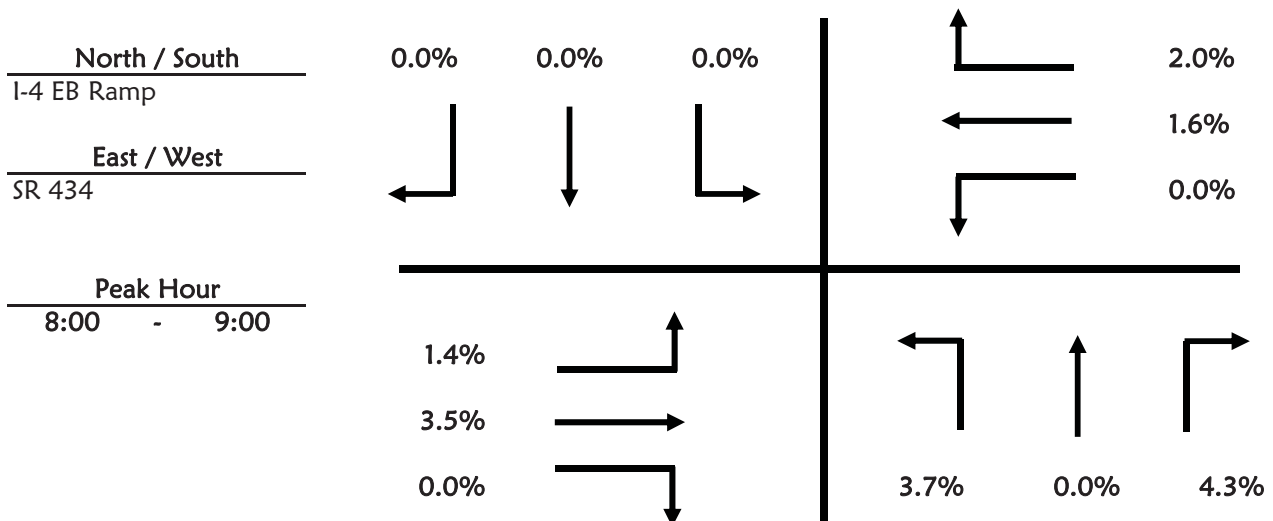 North / South
I-4 EB Ramp
East / West
SR 434
Peak Hour
8:00 - 9:00
0.0% 0.0% 0.0%
2.0%
1.6%
0.0%
1.4%
3.5%
0.0%
3.7% 0.0% 4.3%